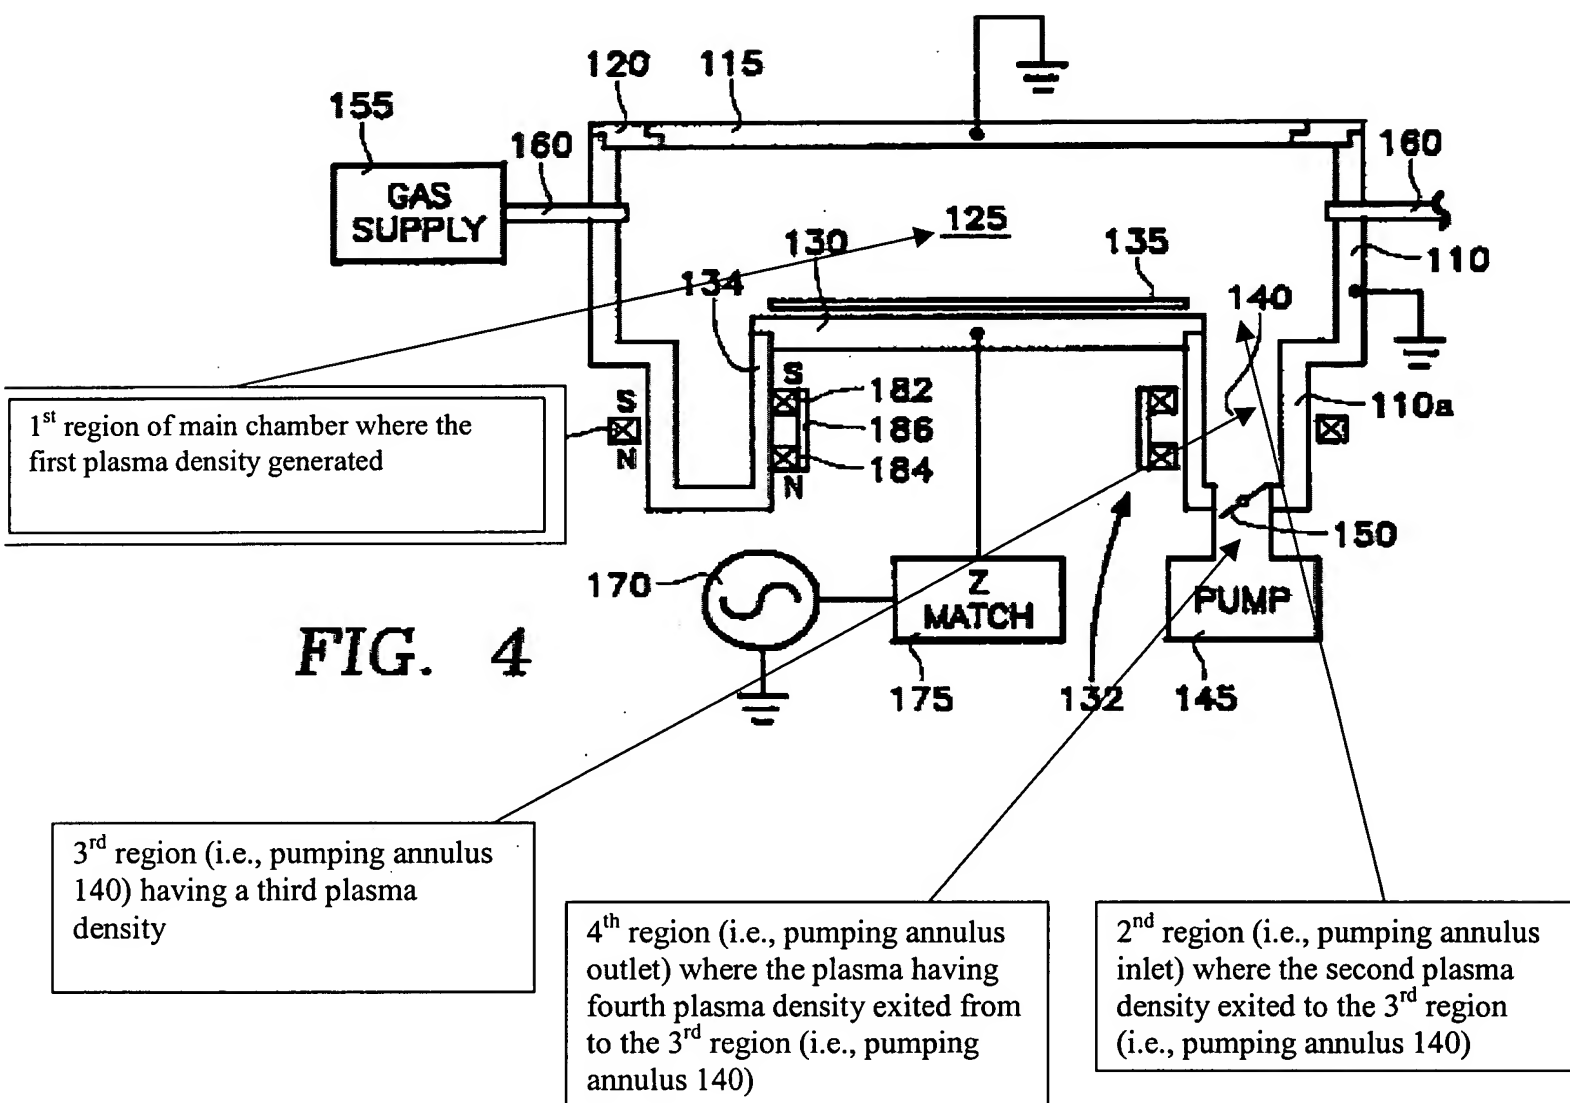 120
115
155
160
160
GAS
SUPPLY
125
130
135
110
134
140
S
182
S
110a
186
N
184
N
1st region of main chamber where the
first plasma density generated
150
170
Z
MATCH
PUMP
FIG. 4
175
132
145
3rd region (i.e., pumping annulus
140) having a third plasma
density
4th region (i.e., pumping annulus
outlet) where the plasma having
fourth plasma density exited from
to the 3rd region (i.e., pumping
annulus 140)
2nd region (i.e., pumping annulus
inlet) where the second plasma
density exited to the 3rd region
(i.e., pumping annulus 140)